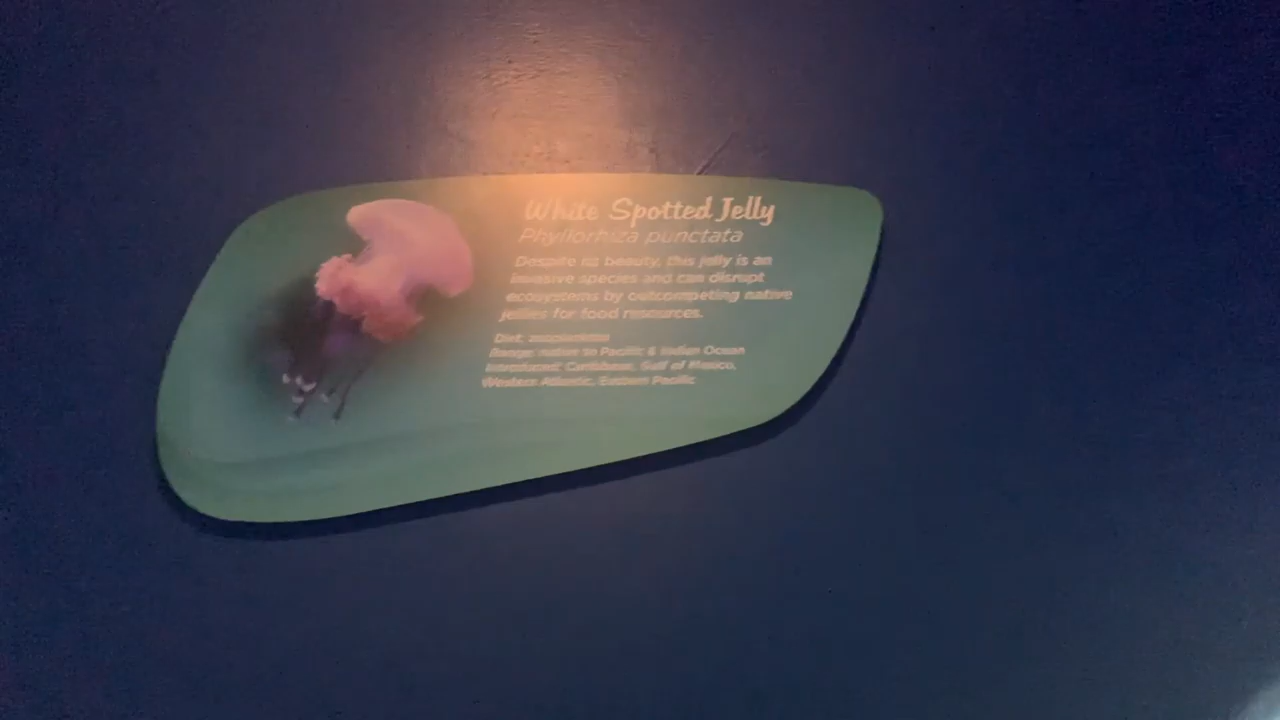 White Spotted Jelly
Phyllorhiza punctata
Despite its beauty, this jelly is an
invasive species and can disrupt
ecosystems by outcompeting native
jellies for food resources.
Diet: zooplankton
Range: native to Pacific & Indian Ocean
Introduced: Caribbean, Gulf of Mexico,
Western Atlantic, Eastern Pacific